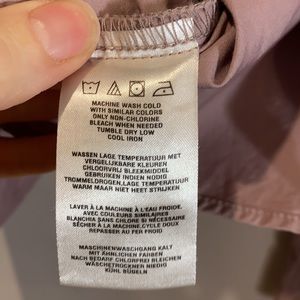 MACHINE WASH COLD
WITH SIMILAR COLORS
ONLY NON-CHLORINE
BLEACH WHEN NEEDED
TUMBLE DRY LOW
COOL IRON
WASSEN LAGE TEMPERATUUR MET
VERGELIJKBARE KLEUREN
CHLOORVRIJ BLEEKMIDDEL
GEBRUIKEN INDIEN NODIG
TROMMELDROGEN,LAGE TEMPERATUUR
WARM MAAR NIET HEET STRIJKEN
LAVER À LA MACHINE À L'EAU FROIDE,
AVEC COULEURS SIMILAIRES
BLANCHIR SANS CHLORE SI NÉCESSAIRE
SÉCHER À LA MACHINE,CYCLE DOUX
REPASSER AU FER FROID
MASCHINENWASCHGANG KALT
MIT ÄHNLICHEN FARBEN
NACH BEDARF CHLORFREI BLEICHEN
NIEDRIGE WÄSCHETROCKNUNG
KÜHL BÜGELN